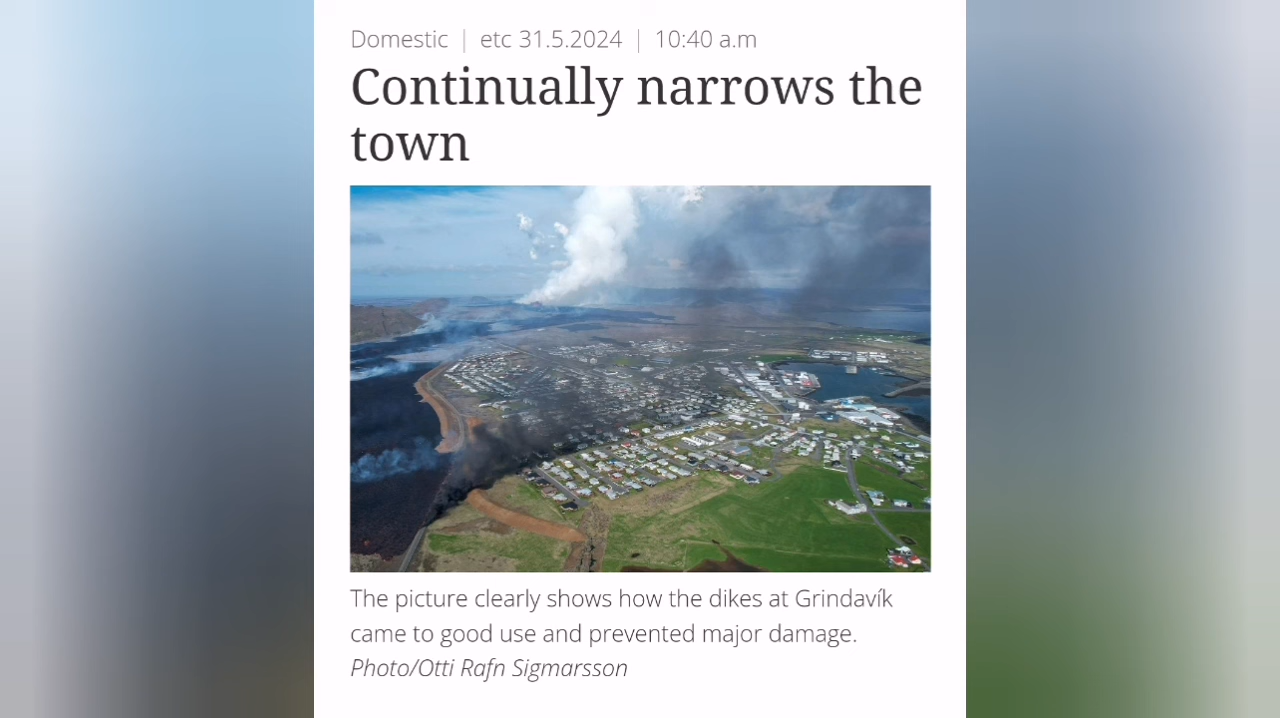 Domestic | etc 31.5.2024 | 10:40 a.m
Continually narrows the
town
The picture clearly shows how the dikes at Grindavík
came to good use and prevented major damage.
Photo/Otti Rafn Sigmarsson